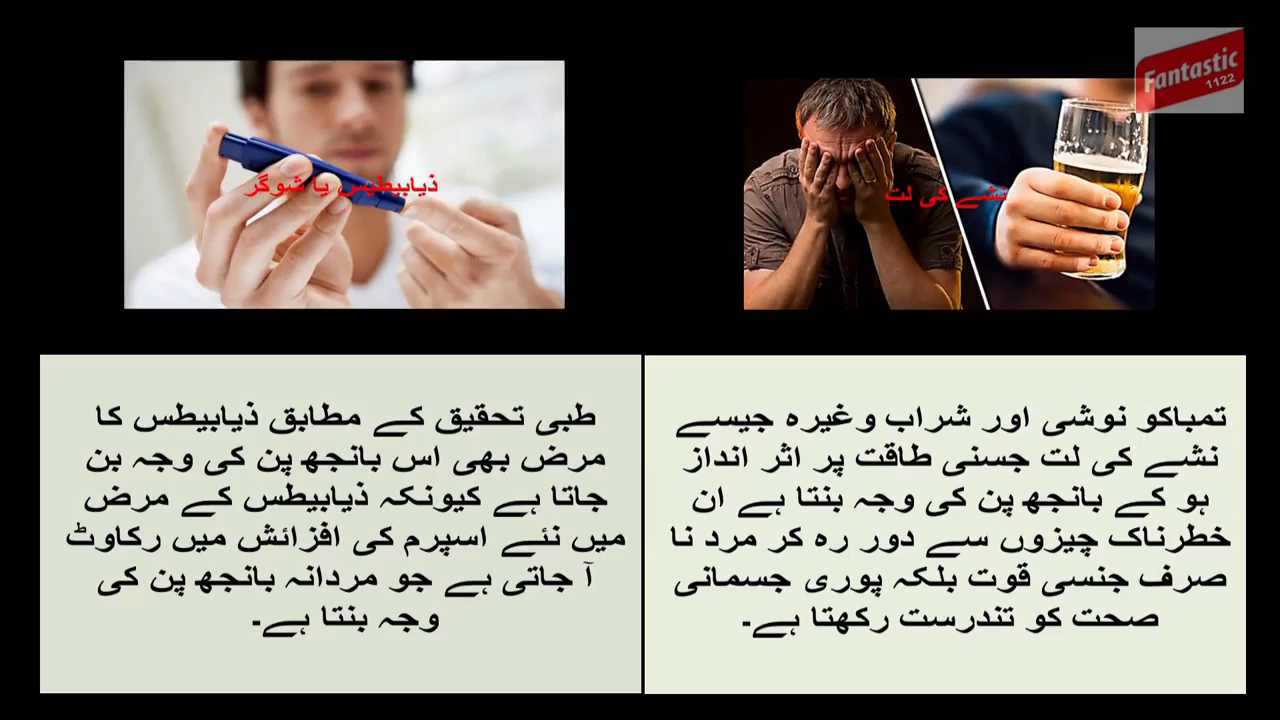 Fantastic
1122
نشے کی لت
ذیابیطیس یا شوگر
تمباکو نوشی اور شراب وغیرہ جیسے
نشے کی لت جسنی طاقت پر اثر انداز
ہو کے بانجھ پن کی وجہ بنتا ہے ان
خطرناک چیزوں سے دور رہ کر مرد نا
صرف جنسی قوت بلکہ پوری جسمانی
صحت کو تندرست رکھتا ہے۔
طبی تحقیق کے مطابق ذیابیطس کا
مرض بھی اس بانجھ پن کی وجہ بن
جاتا ہے کیونکہ ذیابیطس کے مرض
میں نئے اسپرم کی افزائش میں رکاوٹ
آ جاتی ہے جو مردانہ بانجھ پن کی
وجہ بنتا ہے۔